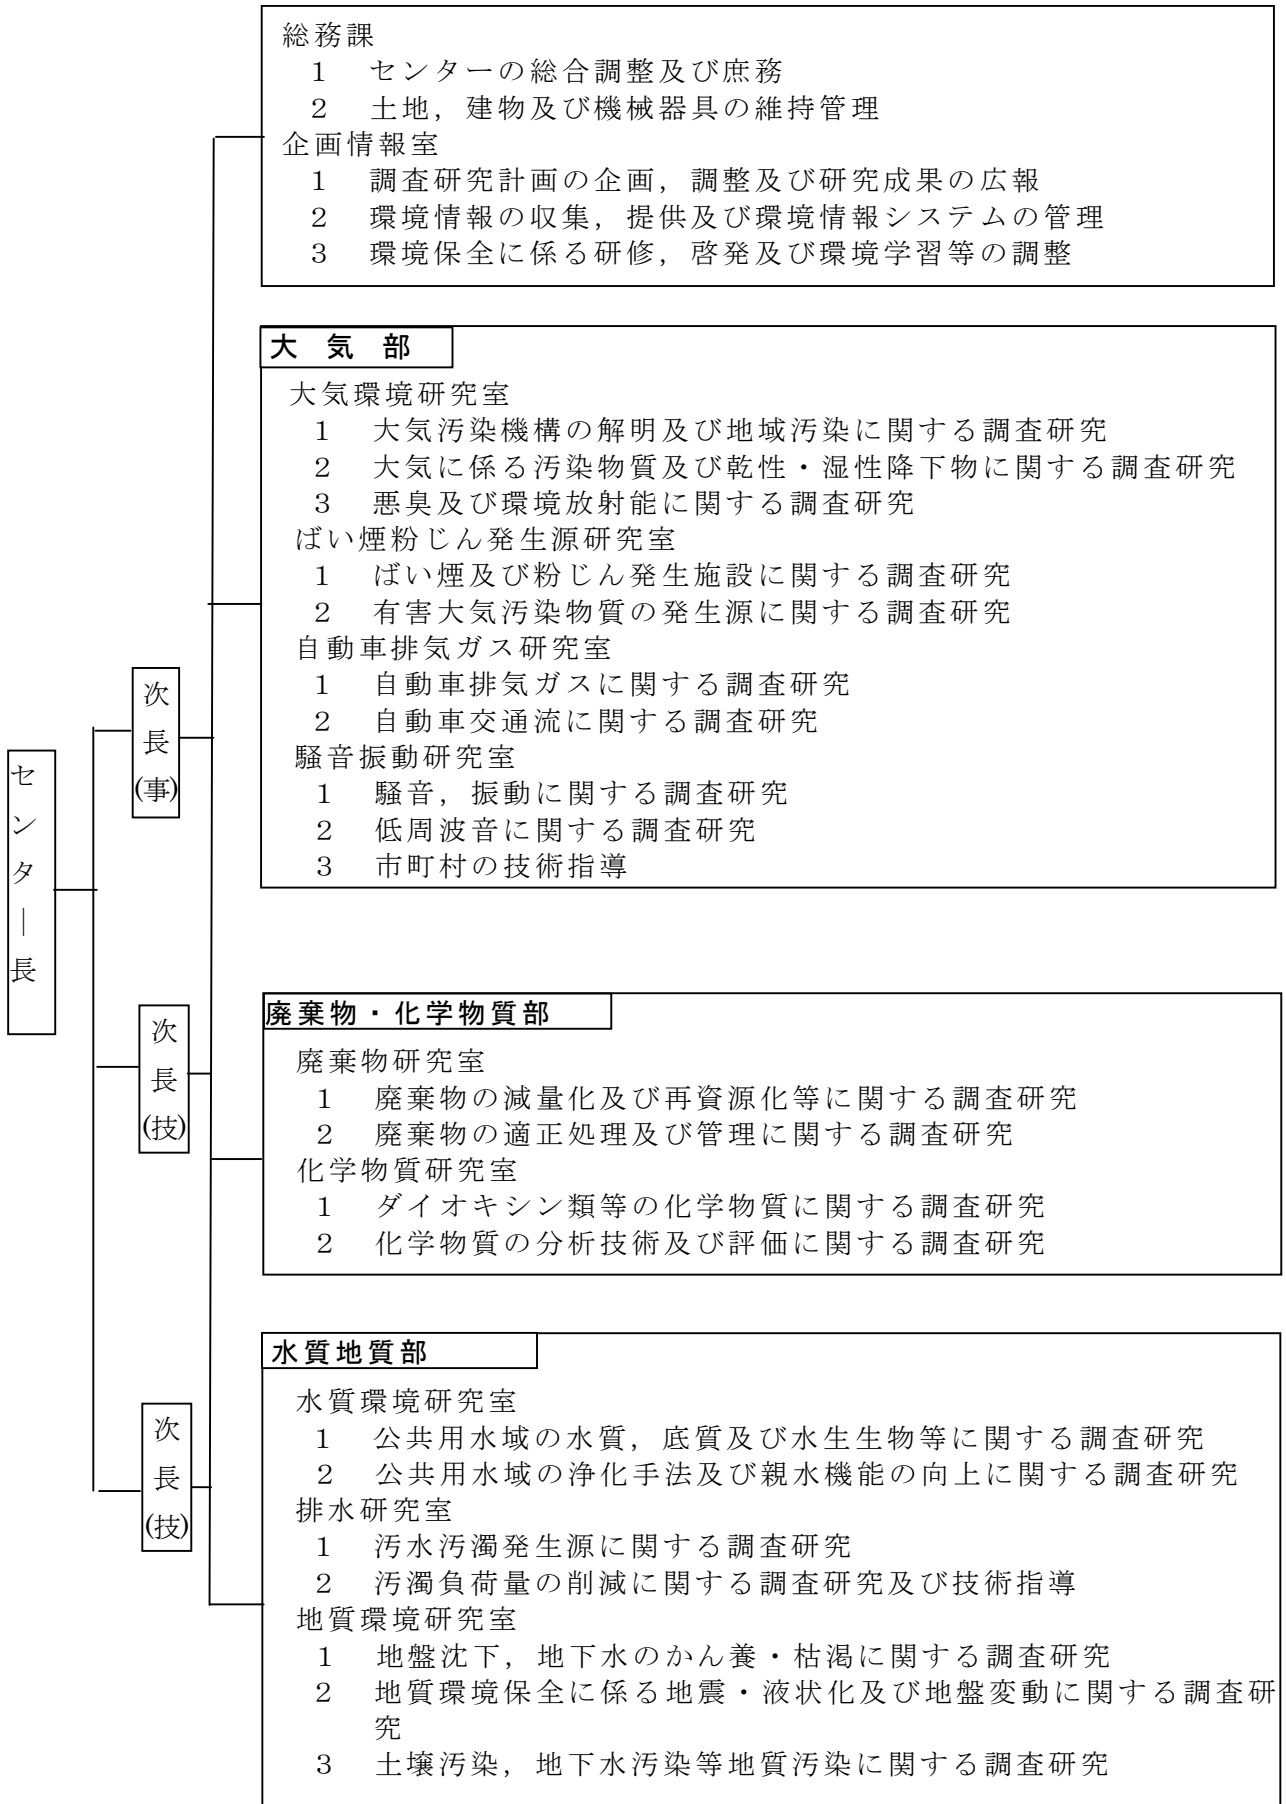 総務課
1 センターの総合調整及び庶務
2 土地，建物及び機械器具の維持管理
企画情報室
1 調査研究計画の企画，調整及び研究成果の広報
2 環境情報の収集，提供及び環境情報システムの管理
3 環境保全に係る研修，啓発及び環境学習等の調整
大気部
大気環境研究室
1 大気汚染機構の解明及び地域汚染に関する調査研究
2 大気に係る汚染物質及び乾性・湿性降下物に関する調査研究
3 悪臭及び環境放射能に関する調査研究
ばい煙粉じん発生源研究室
1 ばい煙及び粉じん発生施設に関する調査研究
2 有害大気汚染物質の発生源に関する調査研究
自動車排気ガス研究室
1 自動車排気ガスに関する調査研究
2 自動車交通流に関する調査研究
騒音振動研究室
1 騒音，振動に関する調査研究
2 低周波音に関する調査研究
3 市町村の技術指導
センター長
次長(事)
次長(技)
次長(技)
廃棄物・化学物質部
廃棄物研究室
1 廃棄物の減量化及び再資源化等に関する調査研究
2 廃棄物の適正処理及び管理に関する調査研究
化学物質研究室
1 ダイオキシン類等の化学物質に関する調査研究
2 化学物質の分析技術及び評価に関する調査研究
水質地質部
水質環境研究室
1 公共用水域の水質，底質及び水生生物等に関する調査研究
2 公共用水域の浄化手法及び親水機能の向上に関する調査研究
排水研究室
1 汚水汚濁発生源に関する調査研究
2 汚濁負荷量の削減に関する調査研究及び技術指導
地質環境研究室
1 地盤沈下，地下水のかん養・枯渇に関する調査研究
2 地質環境保全に係る地震・液状化及び地盤変動に関する調査研
究
3 土壌汚染，地下水汚染等地質汚染に関する調査研究